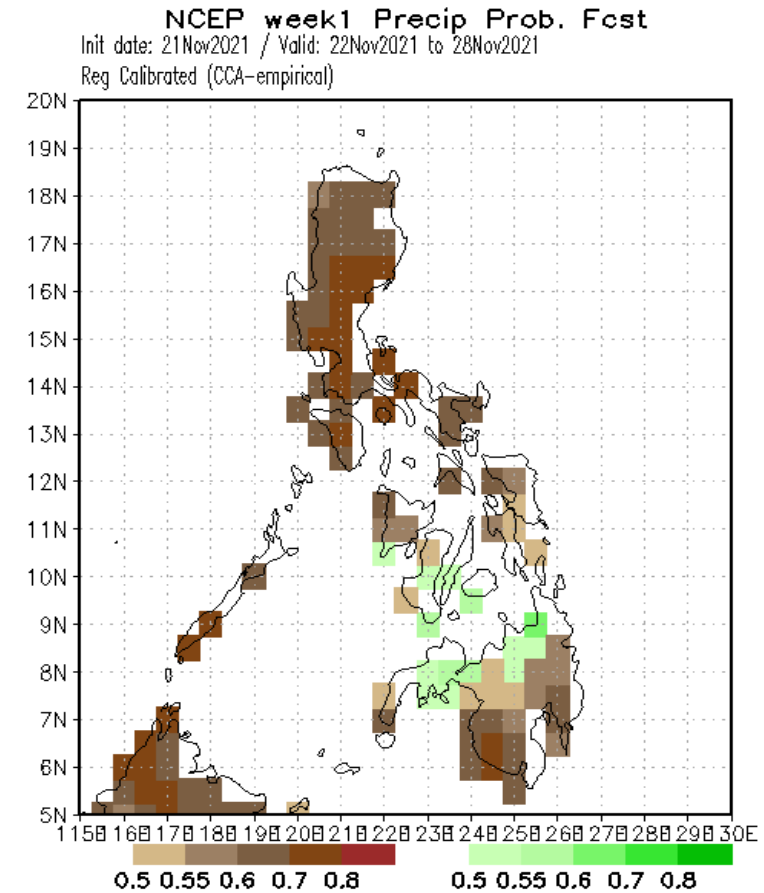 NCEP week1 Precip Prob. Fcst
Init date: 21Nov2021 / Valid: 22Nov2021 to 28Nov2021
Reg Calibrated (CCA-empirical)
20N
19N
18N
17N
16N
15N
14N
13N
12N
11N
10N
9N
8N
7N
6N
5N
115E 116E 117E 118E 119E 120E 121E 122E 123E 124E 125E 126E 127E 128E 129E 130E
0.5 0.55 0.6 0.7 0.8 0.5 0.55 0.6 0.7 0.8